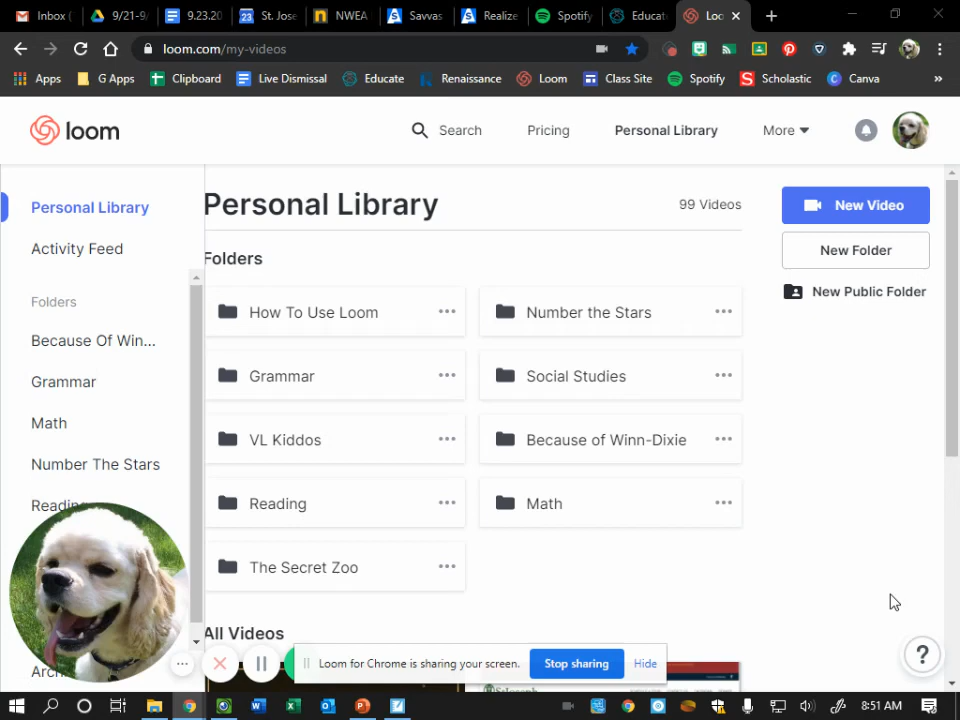 Inbox (
9/21-9/
9.23.20
St. Jose
NWEA
Savvas
Realize
Spotify
Educat
Loo
loom.com/my-videos
Apps
G Apps
Clipboard
Live Dismissal
Educate
Renaissance
Loom
Class Site
Spotify
Scholastic
Canva
»
loom
Search
Pricing
Personal Library
More
Personal Library
Activity Feed
Folders
Because Of Win...
Grammar
Math
Number The Stars
Reading
Personal Library
99 Videos
Folders
How To Use Loom
Number the Stars
Grammar
Social Studies
VL Kiddos
Because of Winn-Dixie
Reading
Math
The Secret Zoo
All Videos
New Video
New Folder
New Public Folder
Loom for Chrome is sharing your screen.
Stop sharing
Hide
?
8:51 AM